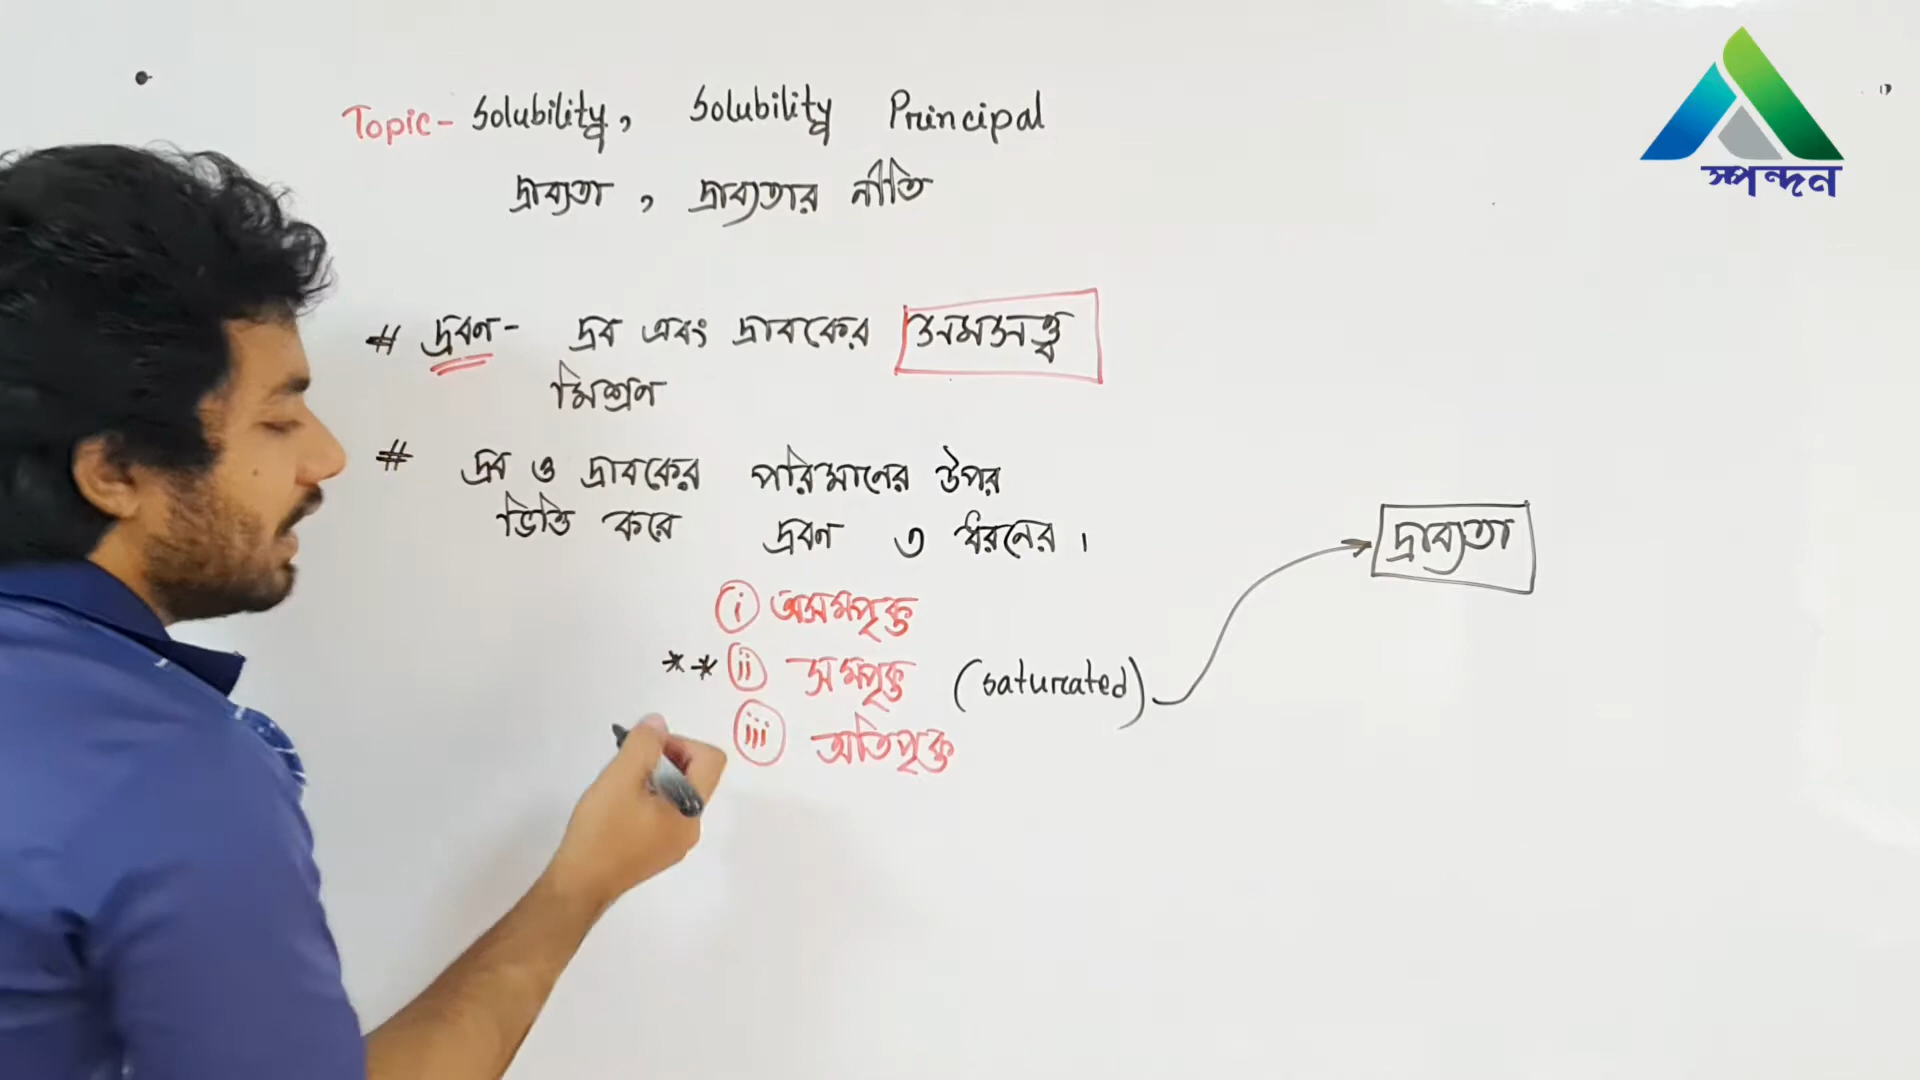 Topic- Solubility, Solubility Principal
দ্রাব্যতা, দ্রাব্যতার নীতি
# দ্রবণ- দ্রব এবং দ্রাবকের সমসত্ত্ব
মিশ্রণ
# দ্রব ও দ্রাবকের পরিমানের উপর
ভিত্তি করে দ্রবণ ৩ ধরনের।
i অসম্পৃক্ত
** ii সম্পৃক্ত (saturated)
iii অতিপৃক্ত
দ্রাব্যতা
স্পন্দন